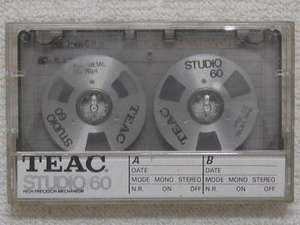 STUDIO
60
TEAC
STUDIO 60
TEAC
TEAC
STUDIO 60
HIGH PRECISION MECHANISM
A
DATE
MODE MONO STEREO
N.R. ON OFF
B
DATE
MODE MONO STEREO
N.R. ON OFF